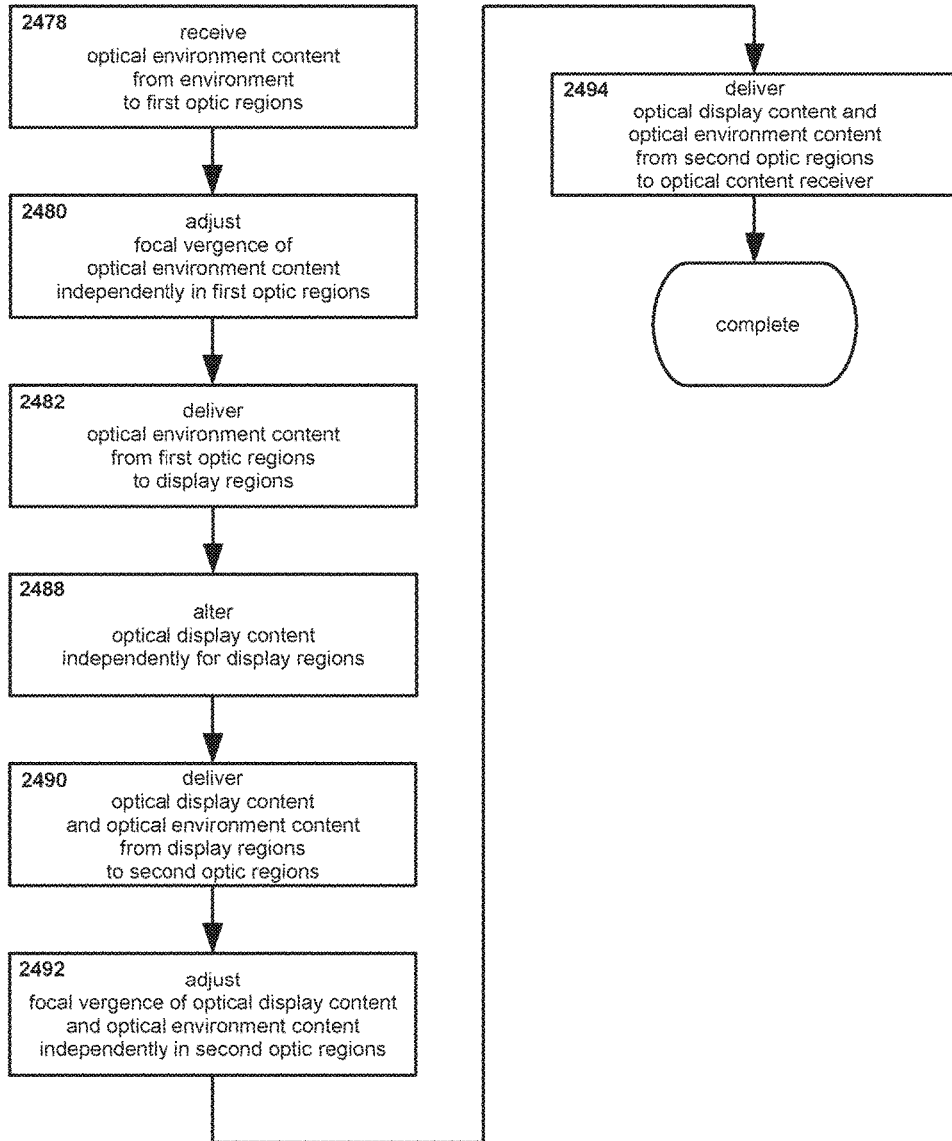 2478
receive
optical environment content
from environment
to first optic regions
2480
adjust
focal vergence of
optical environment content
independently in first optic regions
2482
deliver
optical environment content
from first optic regions
to display regions
2488
alter
optical display content
independently for display regions
2490
deliver
optical display content
and optical environment content
from display regions
to second optic regions
2492
adjust
focal vergence of optical display content
and optical environment content
independently in second optic regions
2494
deliver
optical display content and
optical environment content
from second optic regions
to optical content receiver
complete